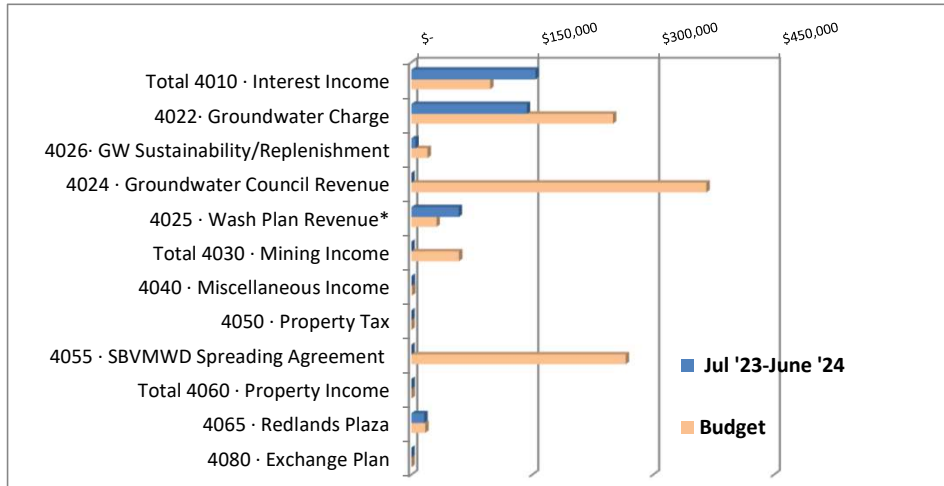 $-
$150,000
$300,000
$450,000
Total 4010 · Interest Income
4022· Groundwater Charge
4026· GW Sustainability/Replenishment
4024 · Groundwater Council Revenue
4025 · Wash Plan Revenue*
Total 4030 · Mining Income
4040 · Miscellaneous Income
4050 · Property Tax
4055 · SBVMWD Spreading Agreement
Total 4060 · Property Income
4065 · Redlands Plaza
4080 · Exchange Plan
Jul '23-June '24
Budget